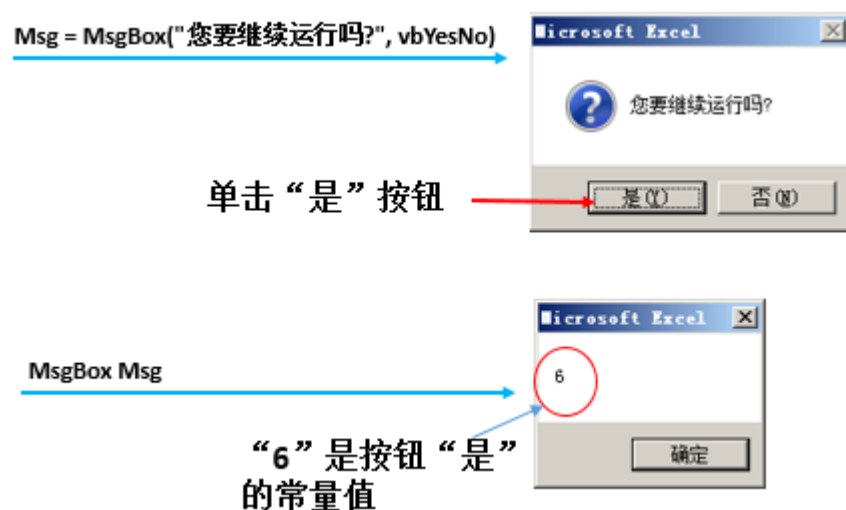 Msg = MsgBox("您要继续运行吗?", vbYesNo)
Microsoft Excel
您要继续运行吗?
单击“是”按钮
是(Y)
否(N)
Microsoft Excel
MsgBox Msg
6
“6”是按钮“是”
的常量值
确定